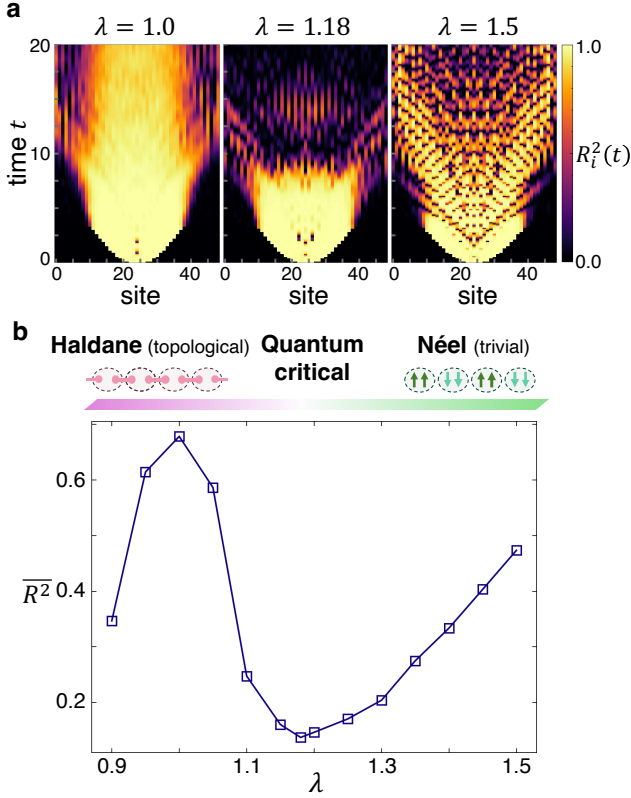 a
λ = 1.0 λ = 1.18 λ = 1.5
20
10
0
time t
0 20 40 0 20 40 0 20 40
site site site
1.0
R_i^2(t)
0.0
b
Haldane (topological) Quantum critical Néel (trivial)
0.6
0.4
0.2
\overline{R^2}
0.9 1.1 1.3 1.5
λ